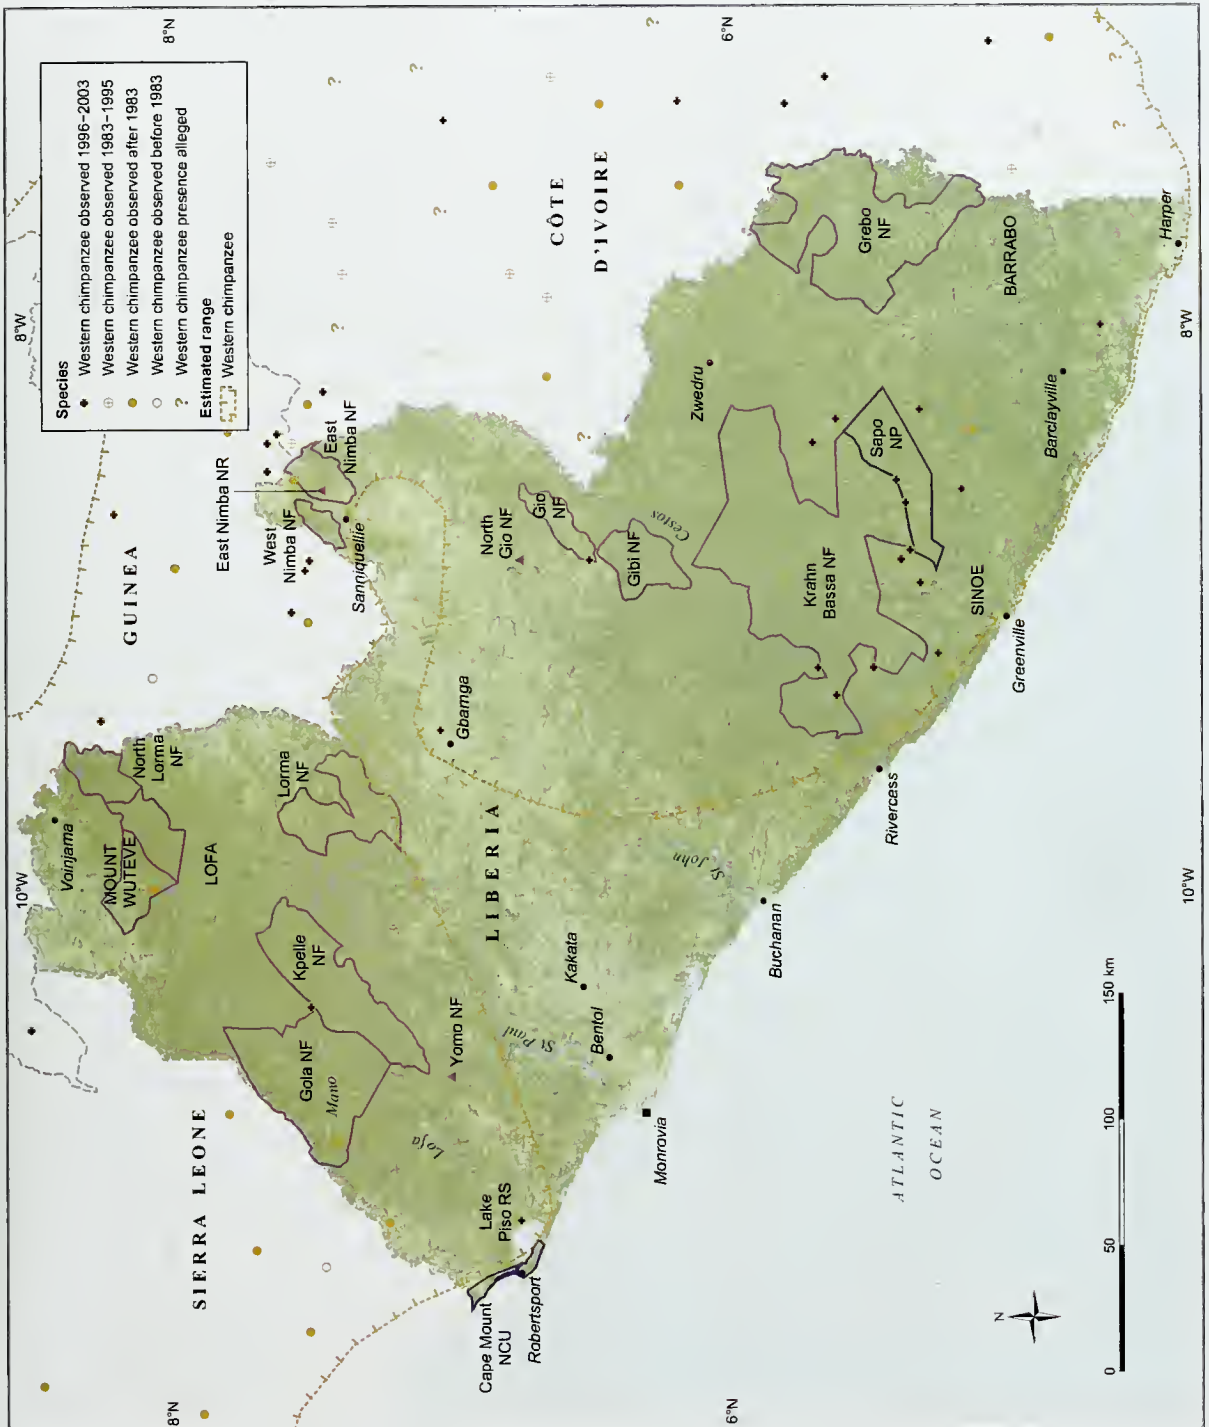 Species
Western chimpanzee observed 1996–2003
Western chimpanzee observed 1983–1995
Western chimpanzee observed after 1983
Western chimpanzee observed before 1983
? Western chimpanzee presence alleged
Estimated range
Western chimpanzee
10°W
8°W
8°N
8°N
6°N
6°N
10°W
8°W
GUINEA
SIERRA LEONE
CÔTE
D'IVOIRE
LIBERIA
ATLANTIC
OCEAN
Voinjama
MOUNT
WUTEVE
North
Lorma
NF
LOFA
Lorma
NF
Kpelle
NF
Gola NF
Mano
Lofa
Yomo NF
St Paul
Lake
Piso RS
Cape Mount
NCU
Robertsport
Monrovia
Bentol
Kakata
St John
Buchanan
Gbarnga
East Nimba NR
West
Nimba NF
East
Nimba NF
Sanniquellie
North
Gio NF
Gio
NF
Gibi NF
Cestos
Zwedru
Krahn
Bassa NF
Sapo
NP
SINOE
Rivercess
Greenville
Grebo
NF
BARRABO
Barclayville
Harper
N
0
50
100
150 km
?
?
?
?
?
?
?
?